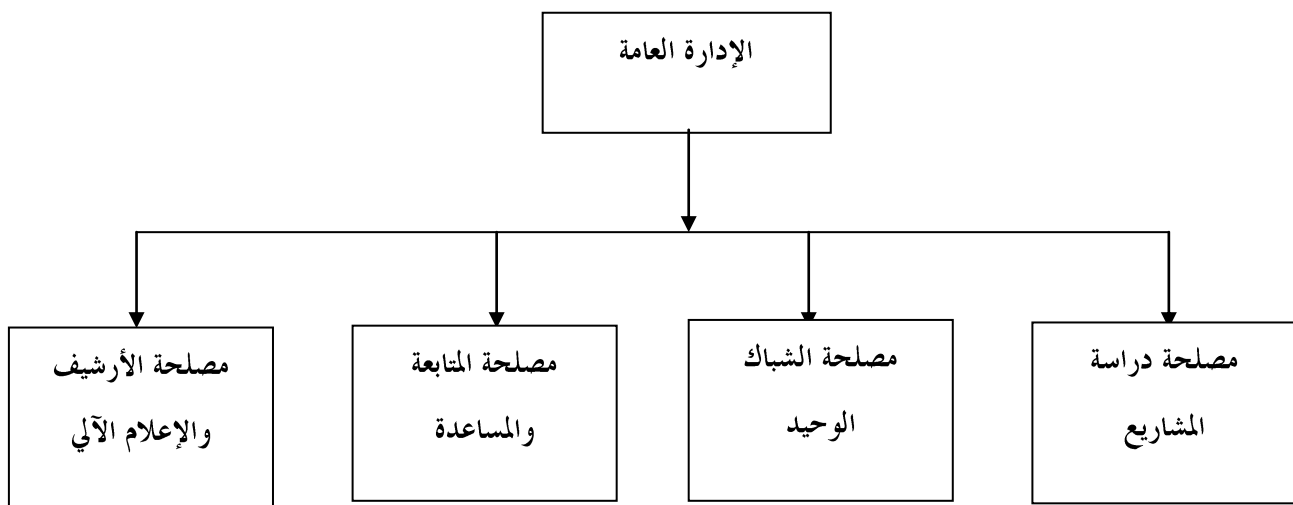 الإدارة العامة
مصلحة دراسة
المشاريع
مصلحة الشباك
الوحيد
مصلحة المتابعة
والمساعدة
مصلحة الأرشيف
والإعلام الآلي